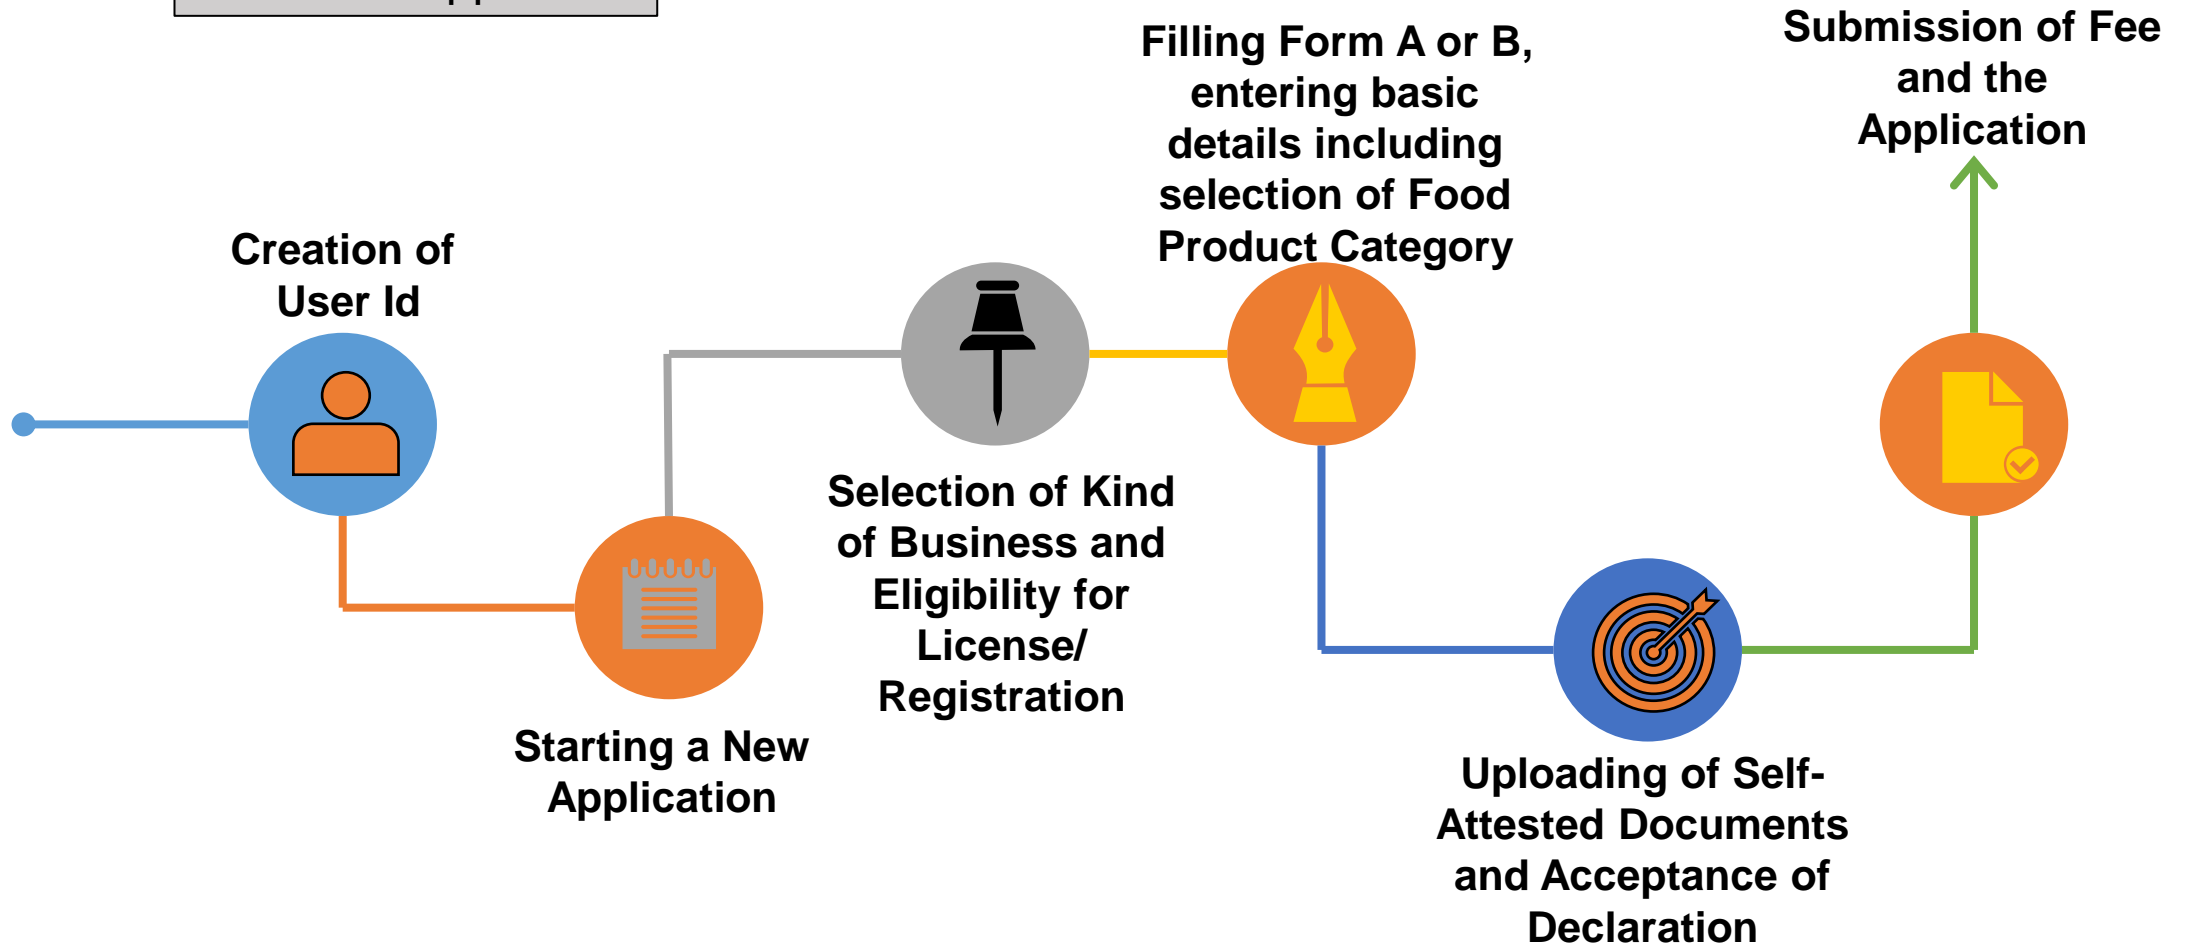 Creation of
User Id
Starting a New
Application
Selection of Kind
of Business and
Eligibility for
License/
Registration
Filling Form A or B,
entering basic
details including
selection of Food
Product Category
Uploading of Self-
Attested Documents
and Acceptance of
Declaration
Submission of Fee
and the
Application